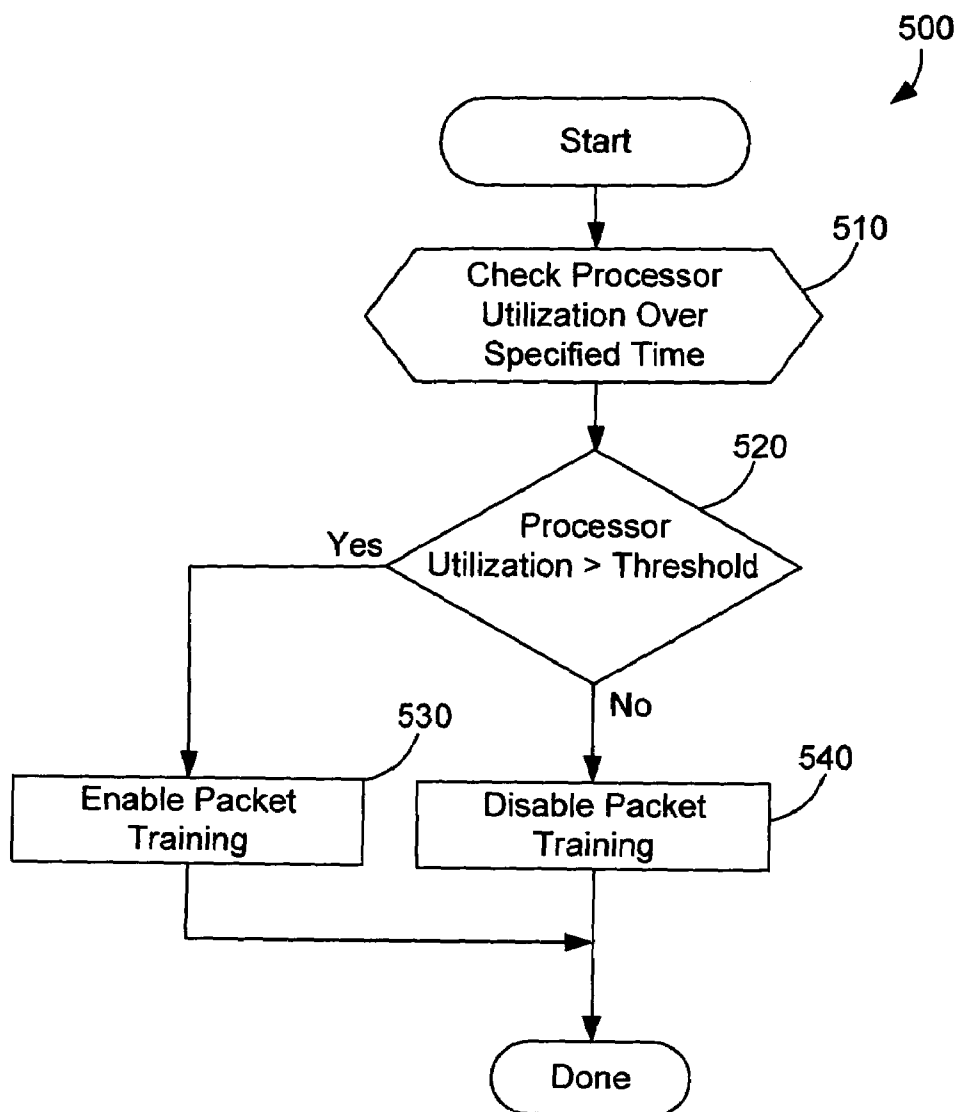 500
Start
510
Check Processor
Utilization Over
Specified Time
520
Processor
Utilization > Threshold
Yes
No
530
Enable Packet
Training
540
Disable Packet
Training
Done